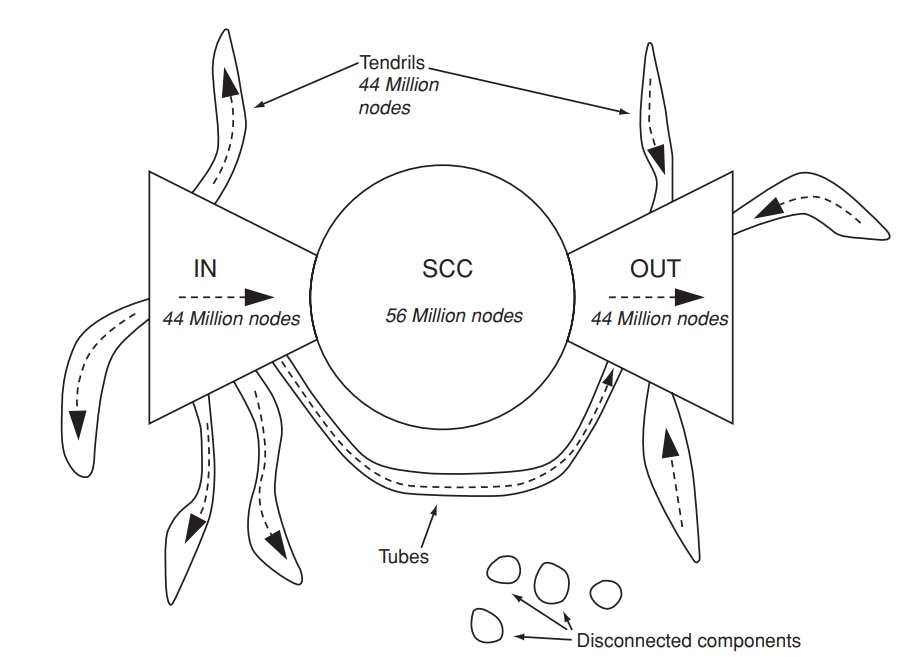 Tendrils
44 Million
nodes
IN
44 Million nodes
SCC
56 Million nodes
OUT
44 Million nodes
Tubes
Disconnected components